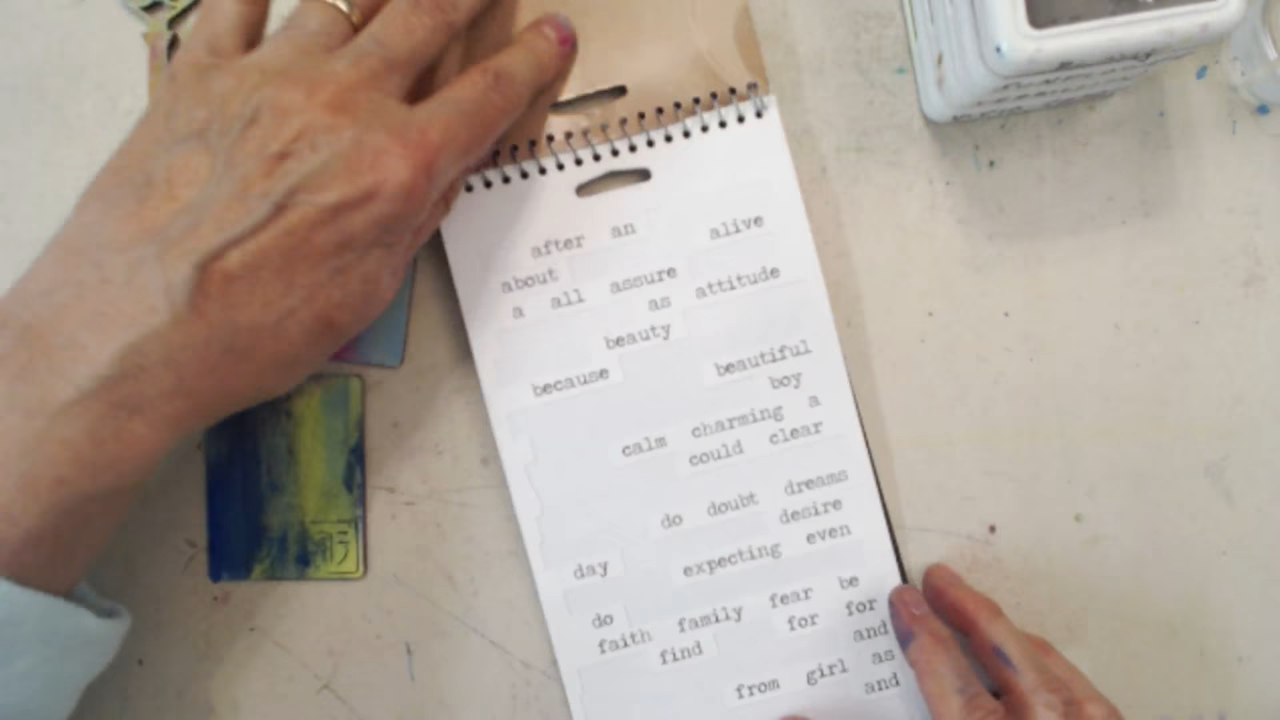 after an alive
about assure attitude
a all as
beauty
because beautiful
boy
calm charming a
could clear
do doubt dreams
desire
day expecting even
do family fear be
faith find for for
and
from girl as
and